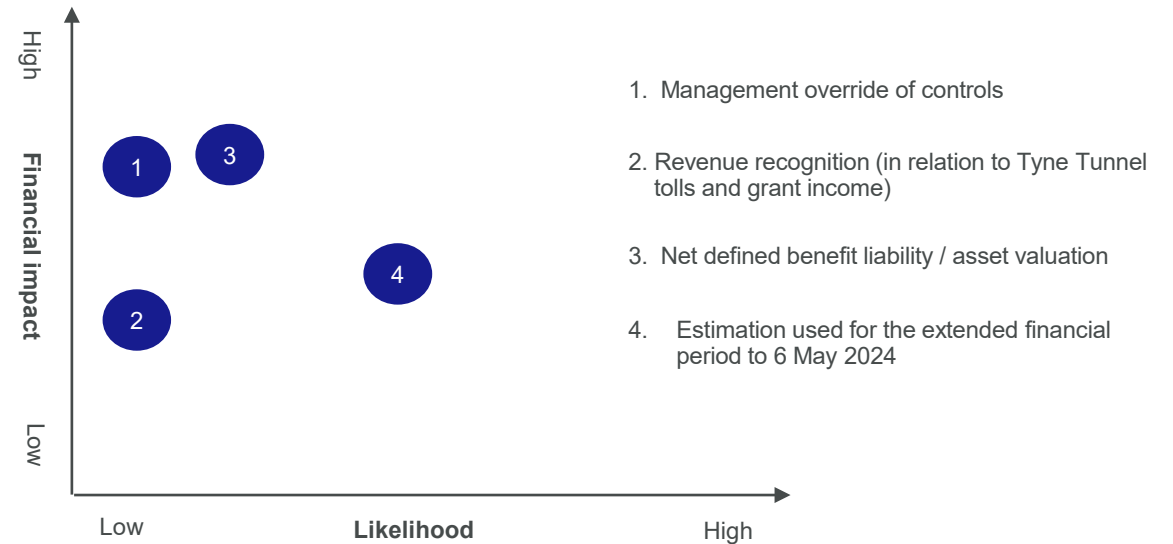 High
Financial impact
Low
1
3
2
4
Low
Likelihood
High
1. Management override of controls
2. Revenue recognition (in relation to Tyne Tunnel
tolls and grant income)
3. Net defined benefit liability / asset valuation
4. Estimation used for the extended financial
period to 6 May 2024